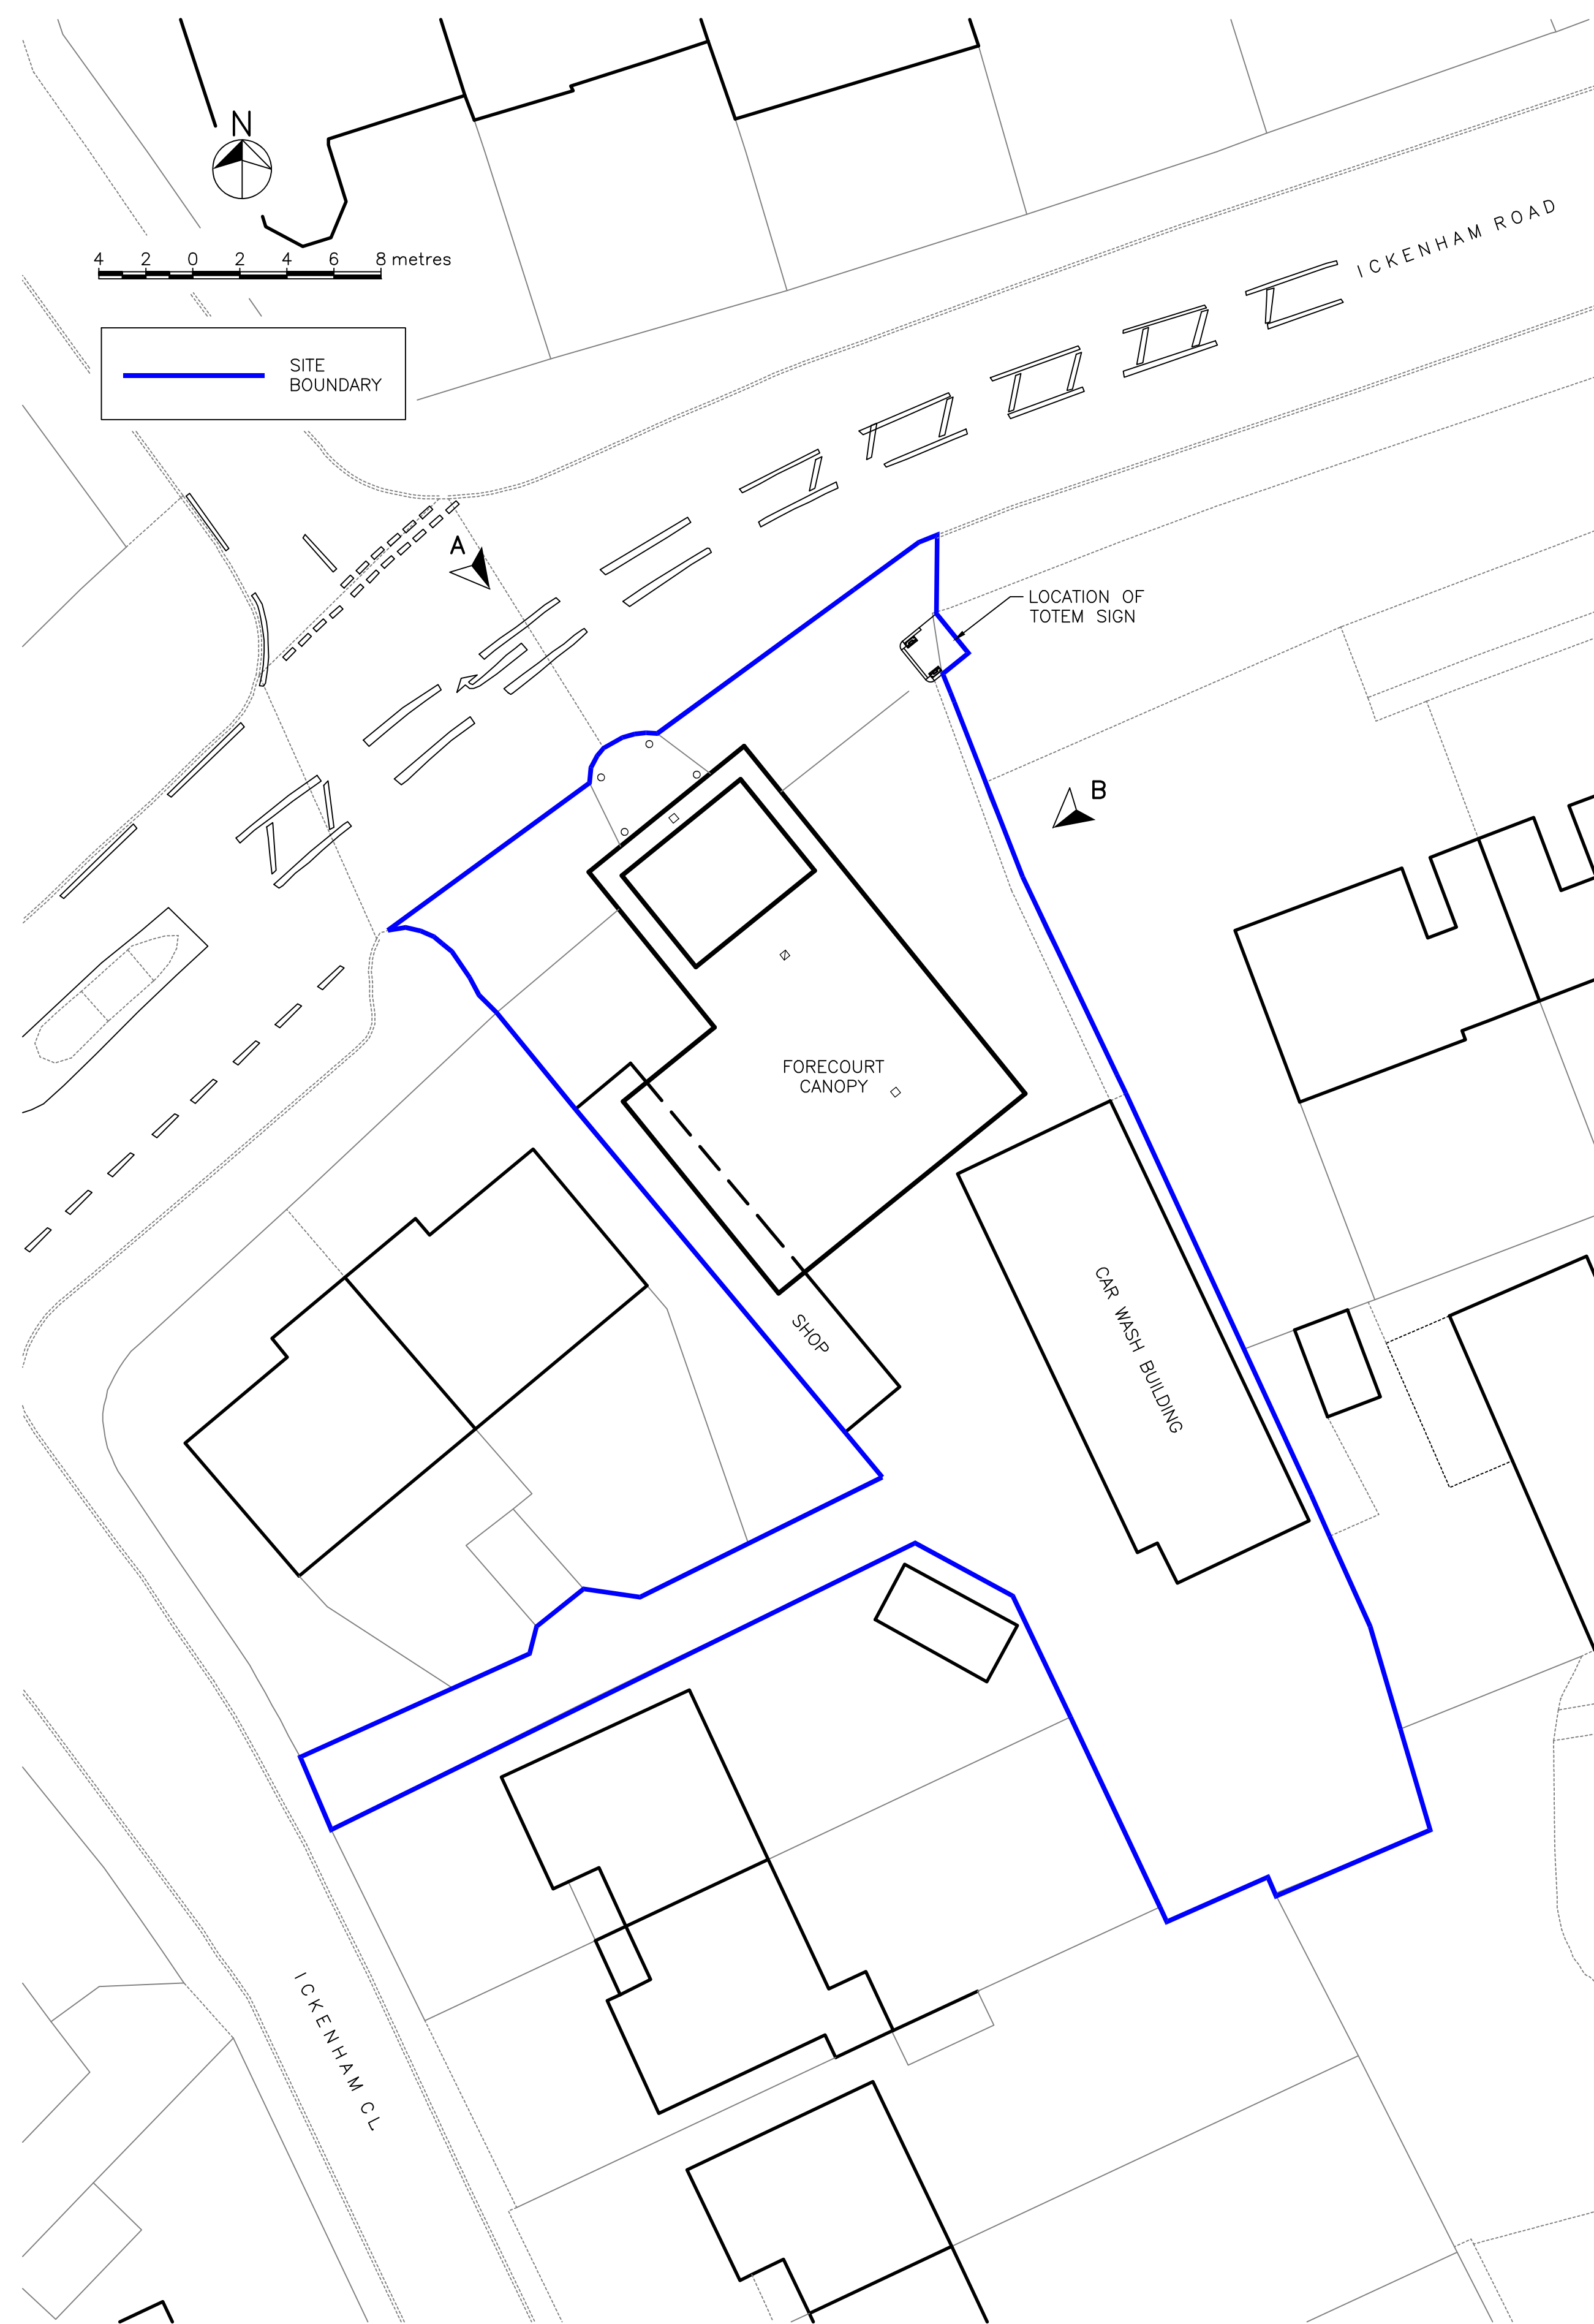 N
4 2 0 2 4 6 8 metres
SITE
BOUNDARY
ICKENHAM ROAD
A
LOCATION OF
TOTEM SIGN
B
FORECOURT
CANOPY
SHOP
CAR WASH BUILDING
ICKENHAM CL